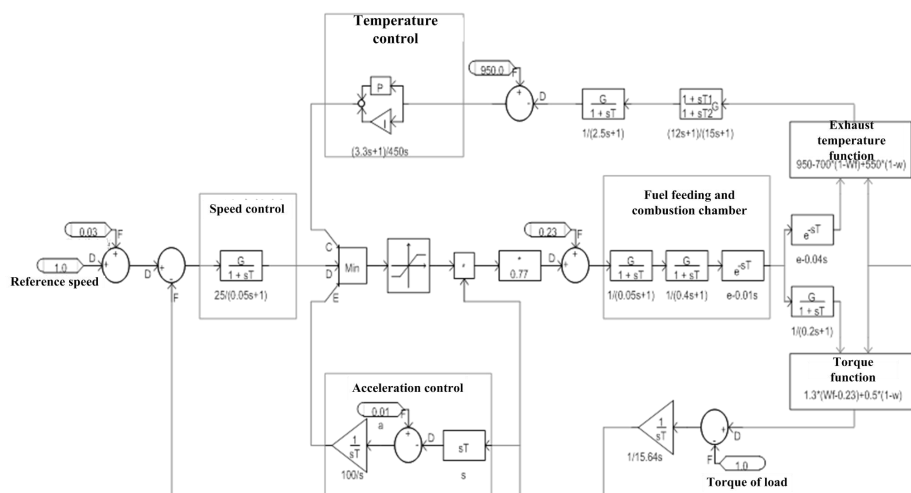 Temperature
control
P
I
(3.3s+1)/450s
950.0
F
+
-
D
G
1 + sT
1/(2.5s+1)
1 + sT1
1 + sT2
G
(12s+1)/(15s+1)
Exhaust
temperature
function
950-700*(1-Wf)+550*(1-w)
0.03
F
+
D
1.0
+
Reference speed
D
+
-
F
Speed control
G
1 + sT
25/(0.05s+1)
C
D
E
Min
*
*
0.77
0.23
F
D
+
+
Fuel feeding and
combustion chamber
G
1 + sT
1/(0.05s+1)
G
1 + sT
1/(0.4s+1)
e-sT
e-0.01s
e-sT
e-0.04s
G
1 + sT
1/(0.2s+1)
Torque
function
1.3*(Wf-0.23)+0.5*(1-w)
Acceleration control
0.01
F
a
+
-
D
1
sT
100/s
sT
s
1
sT
1/15.64s
+
D
-
F
1.0
Torque of load